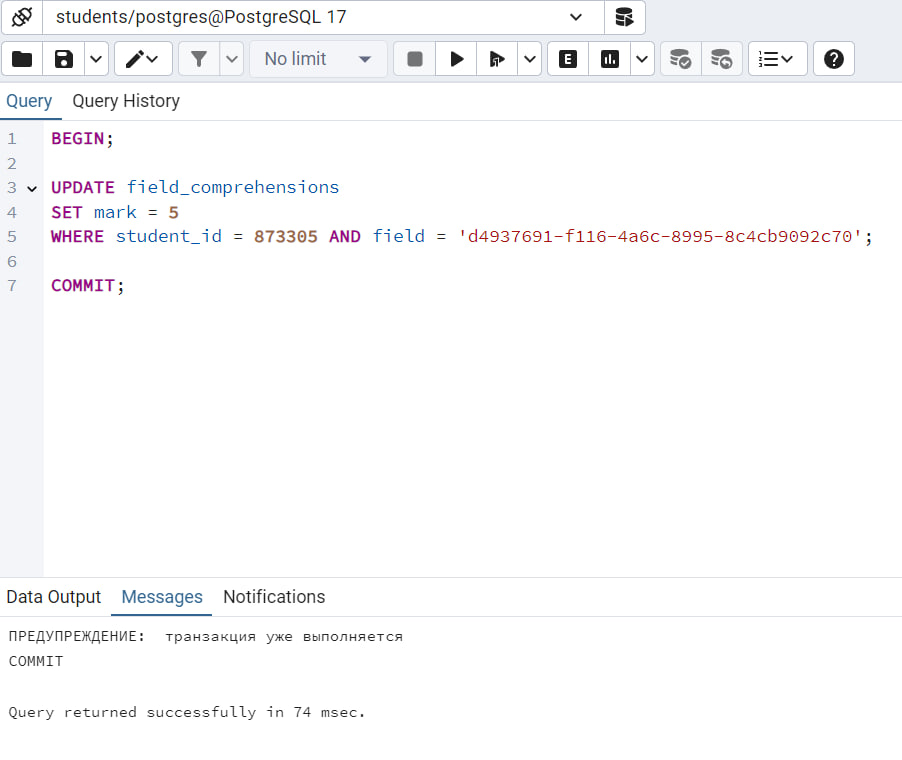 students/postgres@PostgreSQL 17
No limit
E
Query Query History
1 BEGIN;
2
3 UPDATE field_comprehensions
4 SET mark = 5
5 WHERE student_id = 873305 AND field = 'd4937691-f116-4a6c-8995-8c4cb9092c70';
6
7 COMMIT;
Data Output Messages Notifications
ПРЕДУПРЕЖДЕНИЕ:  транзакция уже выполняется
COMMIT
Query returned successfully in 74 msec.